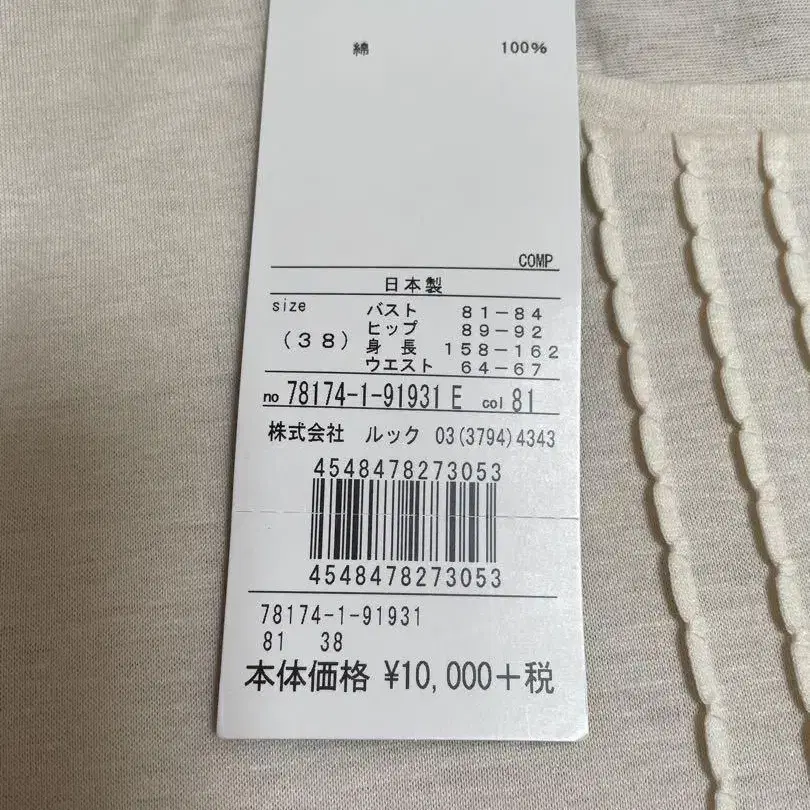 綿 100%
COMP
日本製
size
バスト 81-84
(38) ヒップ 89-92
身長 158-162
ウエスト 64-67
no 78174-1-91931 E col 81
株式会社 ルック 03(3794)4343
4548478273053
4548478273053
78174-1-91931
81 38
本体価格 ¥10,000+税